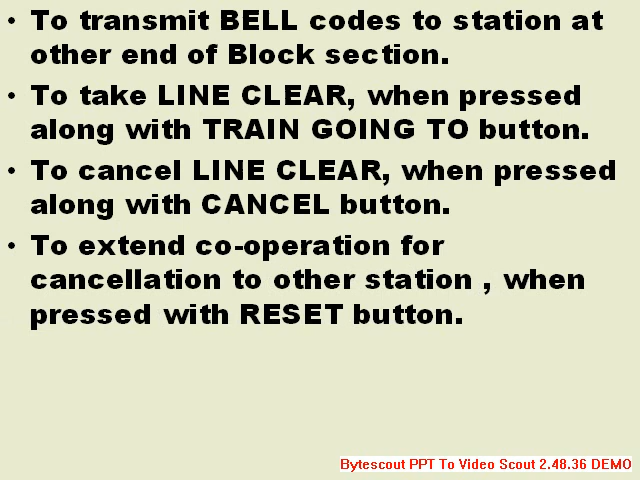 • To transmit BELL codes to station at
other end of Block section.
• To take LINE CLEAR, when pressed
along with TRAIN GOING TO button.
• To cancel LINE CLEAR, when pressed
along with CANCEL button.
• To extend co-operation for
cancellation to other station , when
pressed with RESET button.
Bytescout PPT To Video Scout 2.48.36 DEMO